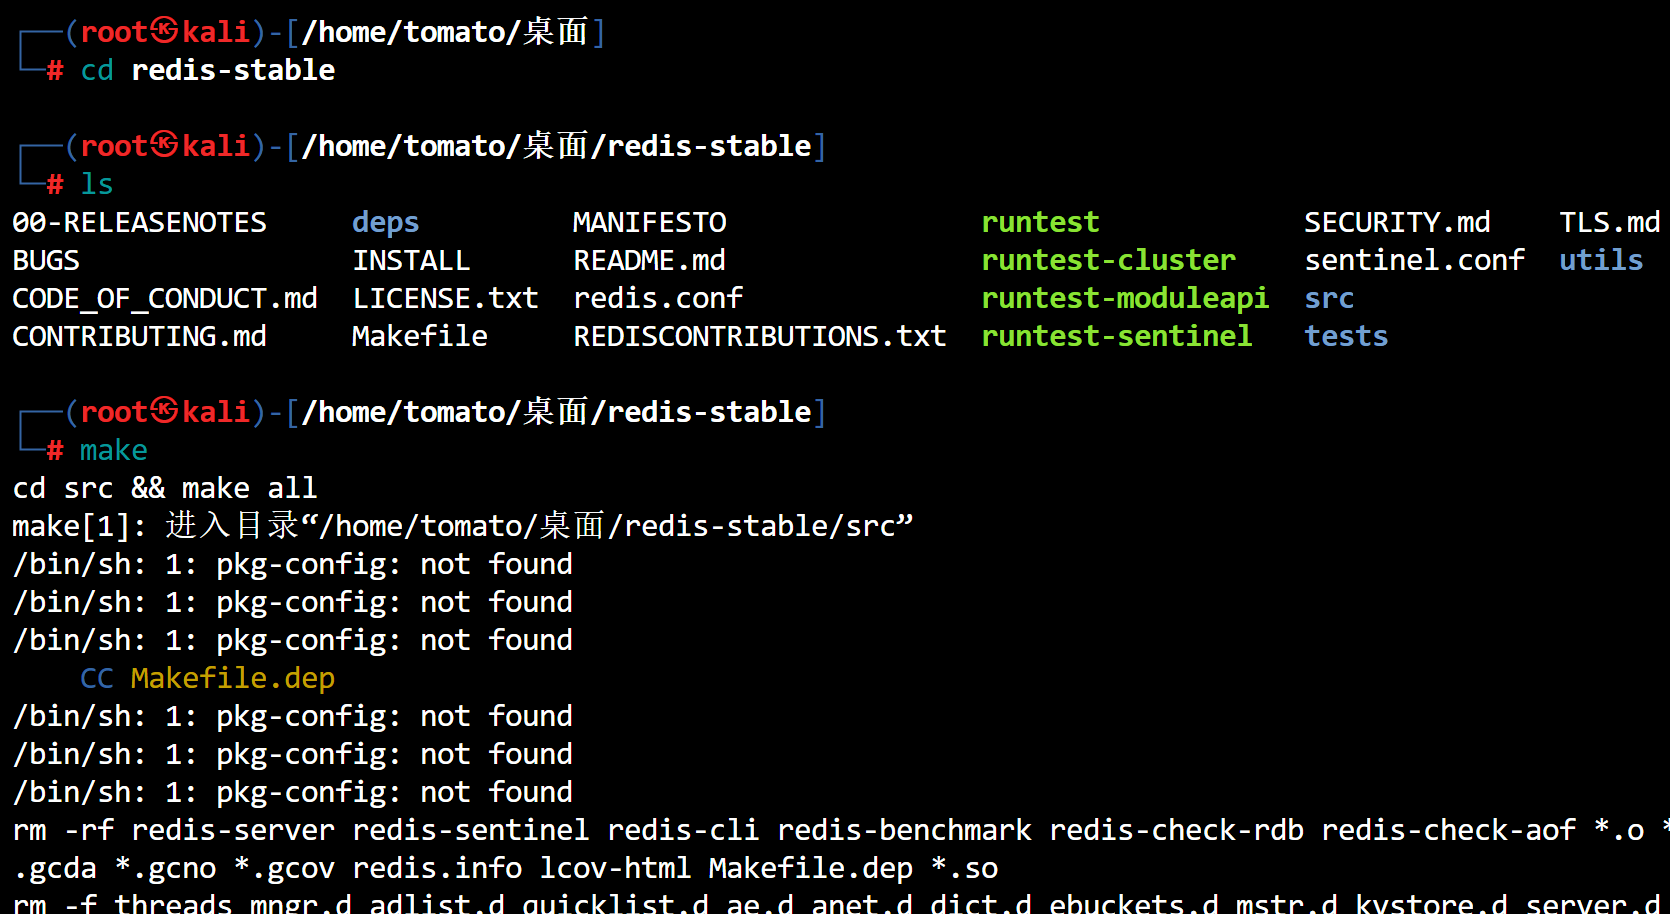 ┌──(root㉿kali)-[/home/tomato/桌面]
└─# cd redis-stable
┌──(root㉿kali)-[/home/tomato/桌面/redis-stable]
└─# ls
00-RELEASENOTES     deps         MANIFESTO               runtest            SECURITY.md    TLS.md
BUGS                INSTALL      README.md               runtest-cluster    sentinel.conf  utils
CODE_OF_CONDUCT.md  LICENSE.txt  redis.conf              runtest-moduleapi  src
CONTRIBUTING.md     Makefile     REDISCONTRIBUTIONS.txt  runtest-sentinel   tests
┌──(root㉿kali)-[/home/tomato/桌面/redis-stable]
└─# make
cd src && make all
make[1]: 进入目录“/home/tomato/桌面/redis-stable/src”
/bin/sh: 1: pkg-config: not found
/bin/sh: 1: pkg-config: not found
/bin/sh: 1: pkg-config: not found
    CC Makefile.dep
/bin/sh: 1: pkg-config: not found
/bin/sh: 1: pkg-config: not found
/bin/sh: 1: pkg-config: not found
rm -rf redis-server redis-sentinel redis-cli redis-benchmark redis-check-rdb redis-check-aof *.o *
.gcda *.gcno *.gcov redis.info lcov-html Makefile.dep *.so
rm -f threads_mngr.d adlist.d quicklist.d ae.d anet.d dict.d ebuckets.d mstr.d kvstore.d server.d